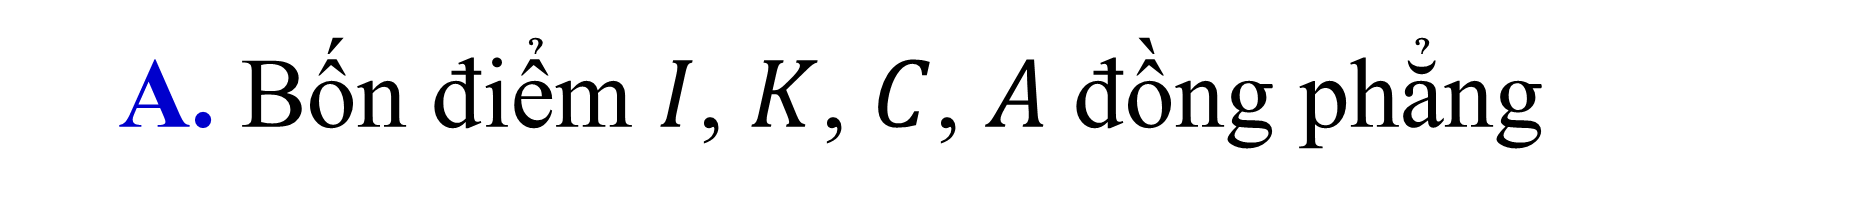 A. Bốn điểm I, K, C, A đồng phẳng